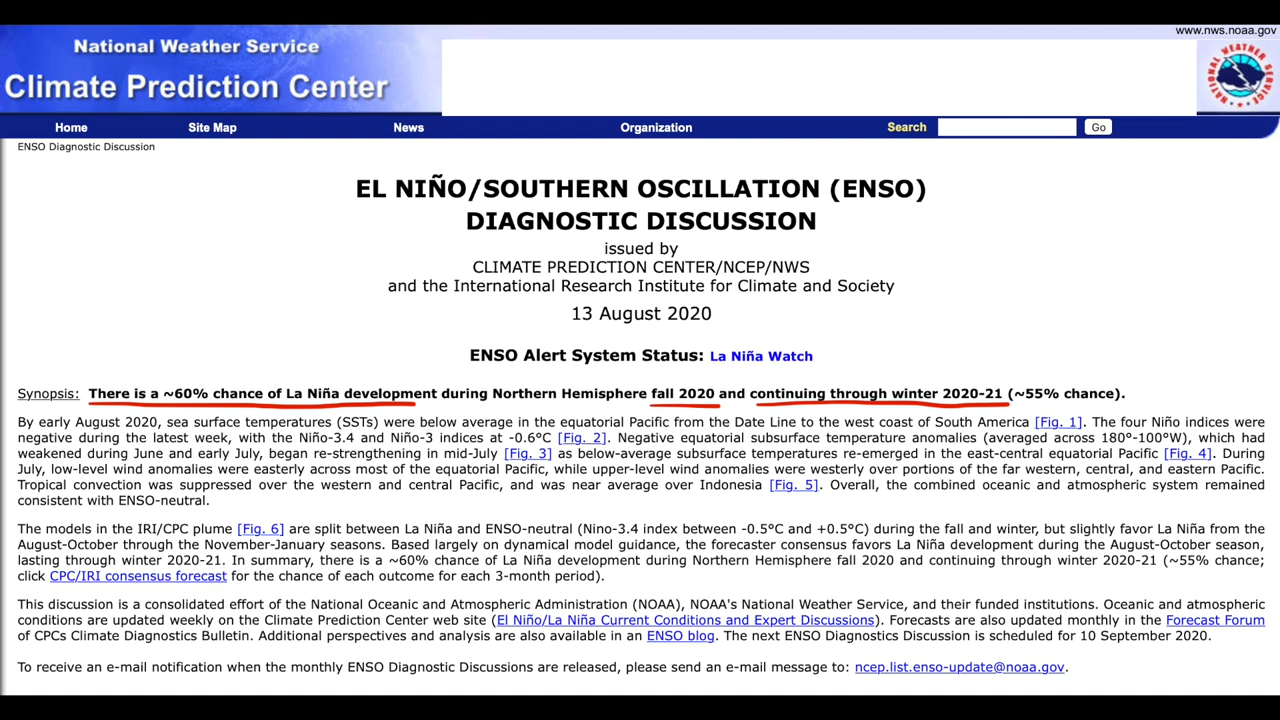 www.nws.noaa.gov
National Weather Service
Climate Prediction Center
NATIONAL WEATHER SERVICE
Home Site Map News Organization Search Go
ENSO Diagnostic Discussion
EL NIÑO/SOUTHERN OSCILLATION (ENSO)
DIAGNOSTIC DISCUSSION
issued by
CLIMATE PREDICTION CENTER/NCEP/NWS
and the International Research Institute for Climate and Society
13 August 2020
ENSO Alert System Status: La Niña Watch
Synopsis: There is a ~60% chance of La Niña development during Northern Hemisphere fall 2020 and continuing through winter 2020-21 (~55% chance).
By early August 2020, sea surface temperatures (SSTs) were below average in the equatorial Pacific from the Date Line to the west coast of South America [Fig. 1]. The four Niño indices were
negative during the latest week, with the Niño-3.4 and Niño-3 indices at -0.6°C [Fig. 2]. Negative equatorial subsurface temperature anomalies (averaged across 180°-100°W), which had
weakened during June and early July, began re-strengthening in mid-July [Fig. 3] as below-average subsurface temperatures re-emerged in the east-central equatorial Pacific [Fig. 4]. During
July, low-level wind anomalies were easterly across most of the equatorial Pacific, while upper-level wind anomalies were westerly over portions of the far western, central, and eastern Pacific.
Tropical convection was suppressed over the western and central Pacific, and was near average over Indonesia [Fig. 5]. Overall, the combined oceanic and atmospheric system remained
consistent with ENSO-neutral.
The models in the IRI/CPC plume [Fig. 6] are split between La Niña and ENSO-neutral (Nino-3.4 index between -0.5°C and +0.5°C) during the fall and winter, but slightly favor La Niña from the
August-October through the November-January seasons. Based largely on dynamical model guidance, the forecaster consensus favors La Niña development during the August-October season,
lasting through winter 2020-21. In summary, there is a ~60% chance of La Niña development during Northern Hemisphere fall 2020 and continuing through winter 2020-21 (~55% chance;
click CPC/IRI consensus forecast for the chance of each outcome for each 3-month period).
This discussion is a consolidated effort of the National Oceanic and Atmospheric Administration (NOAA), NOAA's National Weather Service, and their funded institutions. Oceanic and atmospheric
conditions are updated weekly on the Climate Prediction Center web site (El Niño/La Niña Current Conditions and Expert Discussions). Forecasts are also updated monthly in the Forecast Forum
of CPCs Climate Diagnostics Bulletin. Additional perspectives and analysis are also available in an ENSO blog. The next ENSO Diagnostics Discussion is scheduled for 10 September 2020.
To receive an e-mail notification when the monthly ENSO Diagnostic Discussions are released, please send an e-mail message to: ncep.list.enso-update@noaa.gov.